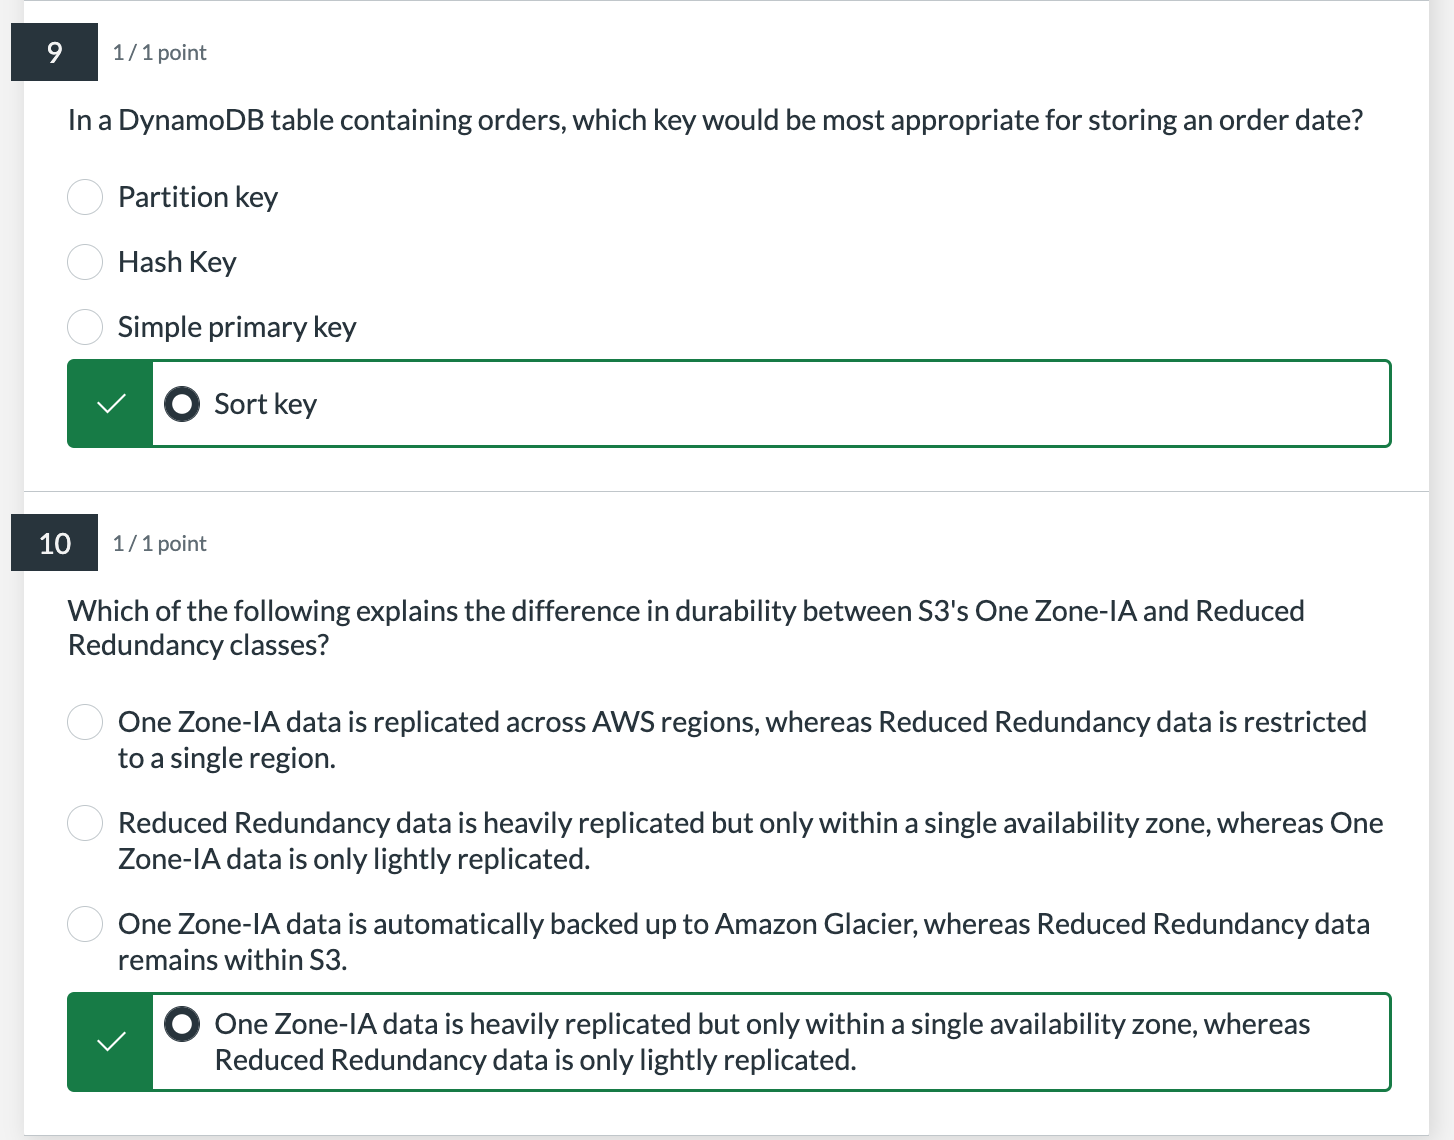 9
1 / 1 point
In a DynamoDB table containing orders, which key would be most appropriate for storing an order date?
Partition key
Hash Key
Simple primary key
Sort key
10
1 / 1 point
Which of the following explains the difference in durability between S3's One Zone-IA and Reduced
Redundancy classes?
One Zone-IA data is replicated across AWS regions, whereas Reduced Redundancy data is restricted
to a single region.
Reduced Redundancy data is heavily replicated but only within a single availability zone, whereas One
Zone-IA data is only lightly replicated.
One Zone-IA data is automatically backed up to Amazon Glacier, whereas Reduced Redundancy data
remains within S3.
One Zone-IA data is heavily replicated but only within a single availability zone, whereas
Reduced Redundancy data is only lightly replicated.